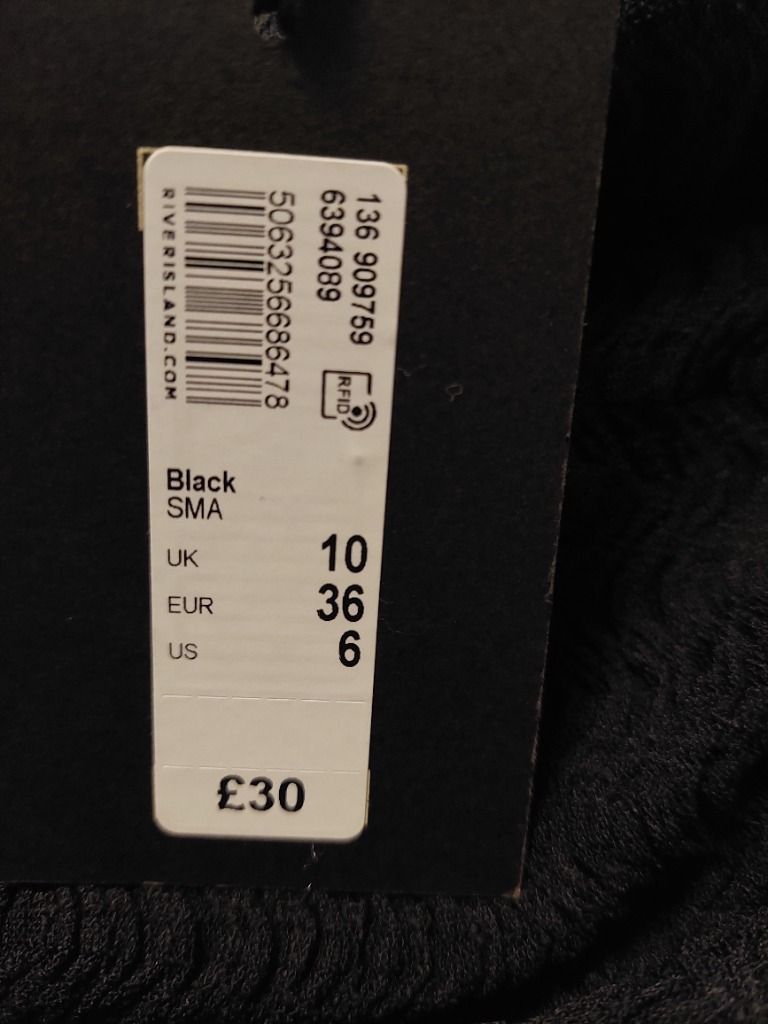 136 909759
6394089
RFID
5063256686478
RIVERISLAND.COM
Black
SMA
UK 10
EUR 36
US 6
£30